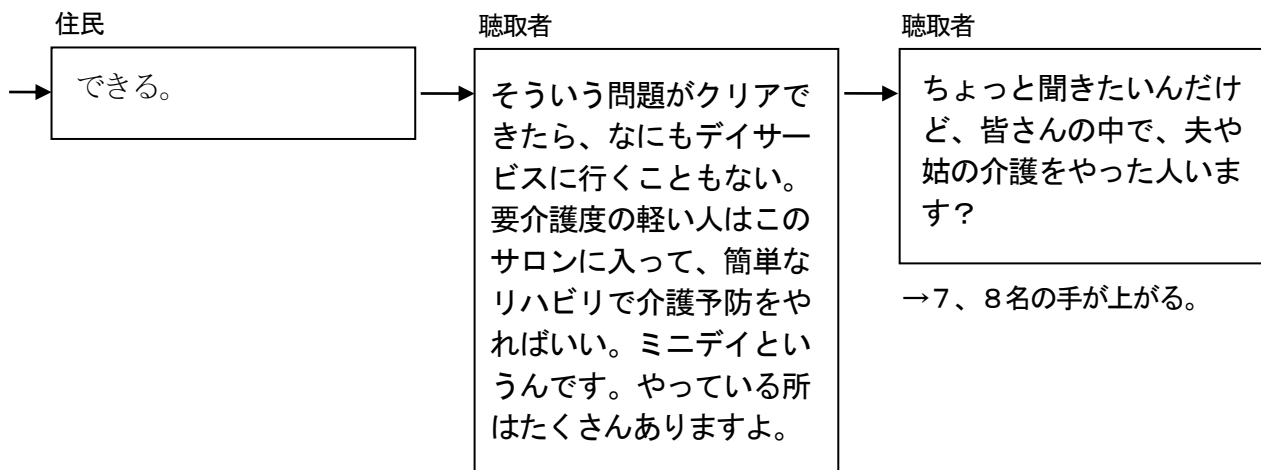 住民
できる。
聴取者
そういう問題がクリアで
きたら、なにもデイサー
ビスに行くこともない。
要介護度の軽い人はこの
サロンに入って、簡単な
リハビリで介護予防をや
ればいい。ミニデイとい
うんです。やっている所
はたくさんありますよ。
聴取者
ちょっと聞きたいんだけ
ど、皆さんの中で、夫や
姑の介護をやった人いま
す？
→７、８名の手が上がる。